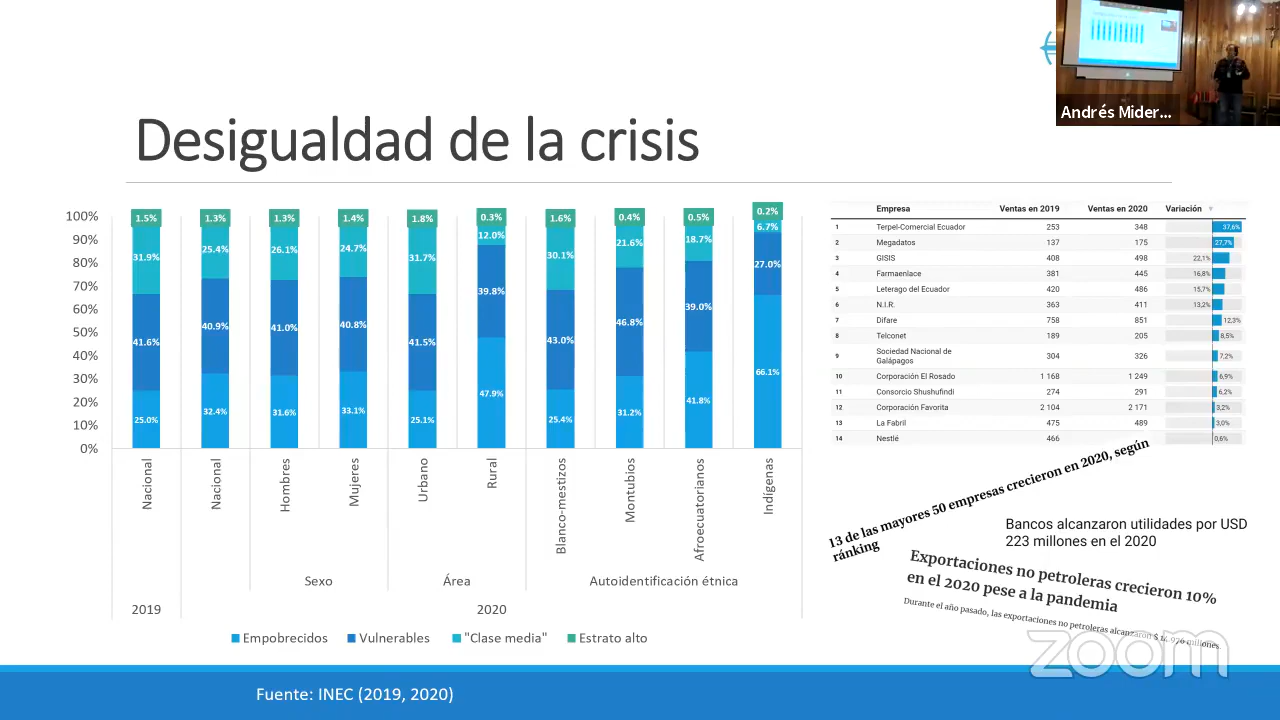 Andrés Mider...
Desigualdad de la crisis
100%
90%
80%
70%
60%
50%
40%
30%
20%
10%
0%
1.5% 1.3% 1.3% 1.4% 1.8% 0.3% 1.6% 0.4% 0.5% 0.2%
31.9% 25.4% 26.1% 24.7% 31.7% 12.0% 30.1% 21.6% 18.7% 6.7%
41.6% 40.9% 41.0% 40.8% 41.5% 39.8% 43.0% 46.8% 39.0% 27.0%
25.0% 32.4% 31.6% 33.1% 25.1% 47.9% 25.4% 31.2% 41.8% 66.1%
Nacional
Nacional
Hombres
Mujeres
Urbano
Rural
Blanco-mestizos
Montubios
Afroecuatorianos
Indígenas
Sexo Área Autoidentificación étnica
2019 2020
Empobrecidos Vulnerables "Clase media" Estrato alto
Empresa Ventas en 2019 Ventas en 2020 Variación
1 Terpel-Comercial Ecuador 253 348 37,6%
2 Megadatos 137 175 27,7%
3 GISIS 408 498 22,1%
4 Farmaenlace 381 445 16,8%
5 Leterago del Ecuador 420 486 15,7%
6 N.I.R. 363 411 13,2%
7 Difare 758 851 12,3%
8 Telconet 189 205 8,5%
9 Sociedad Nacional de
Galápagos 304 326 7,2%
10 Corporación El Rosado 1 168 1 249 6,9%
11 Consorcio Shushufindi 274 291 6,2%
12 Corporación Favorita 2 104 2 171 3,2%
13 La Fabril 475 489 3,0%
14 Nestlé 466 0,6%
13 de las mayores 50 empresas crecieron en 2020, según
ránking
Bancos alcanzaron utilidades por USD
223 millones en el 2020
Exportaciones no petroleras crecieron 10%
en el 2020 pese a la pandemia
Durante el año pasado, las exportaciones no petroleras alcanzaron $ millones.
zoom
Fuente: INEC (2019, 2020)